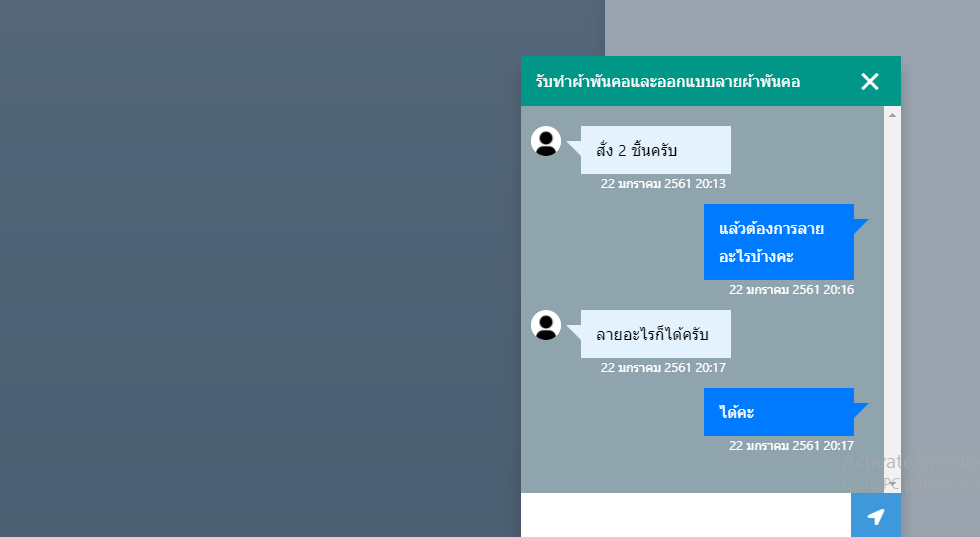 รับทำผ้าพันคอและออกแบบลายผ้าพันคอ
สั่ง 2 ชิ้นครับ
22 มกราคม 2561 20:13
แล้วต้องการลาย
อะไรบ้างคะ
22 มกราคม 2561 20:16
ลายอะไรก็ได้ครับ
22 มกราคม 2561 20:17
ได้คะ
22 มกราคม 2561 20:17
Activate Windo
Go to PC settings